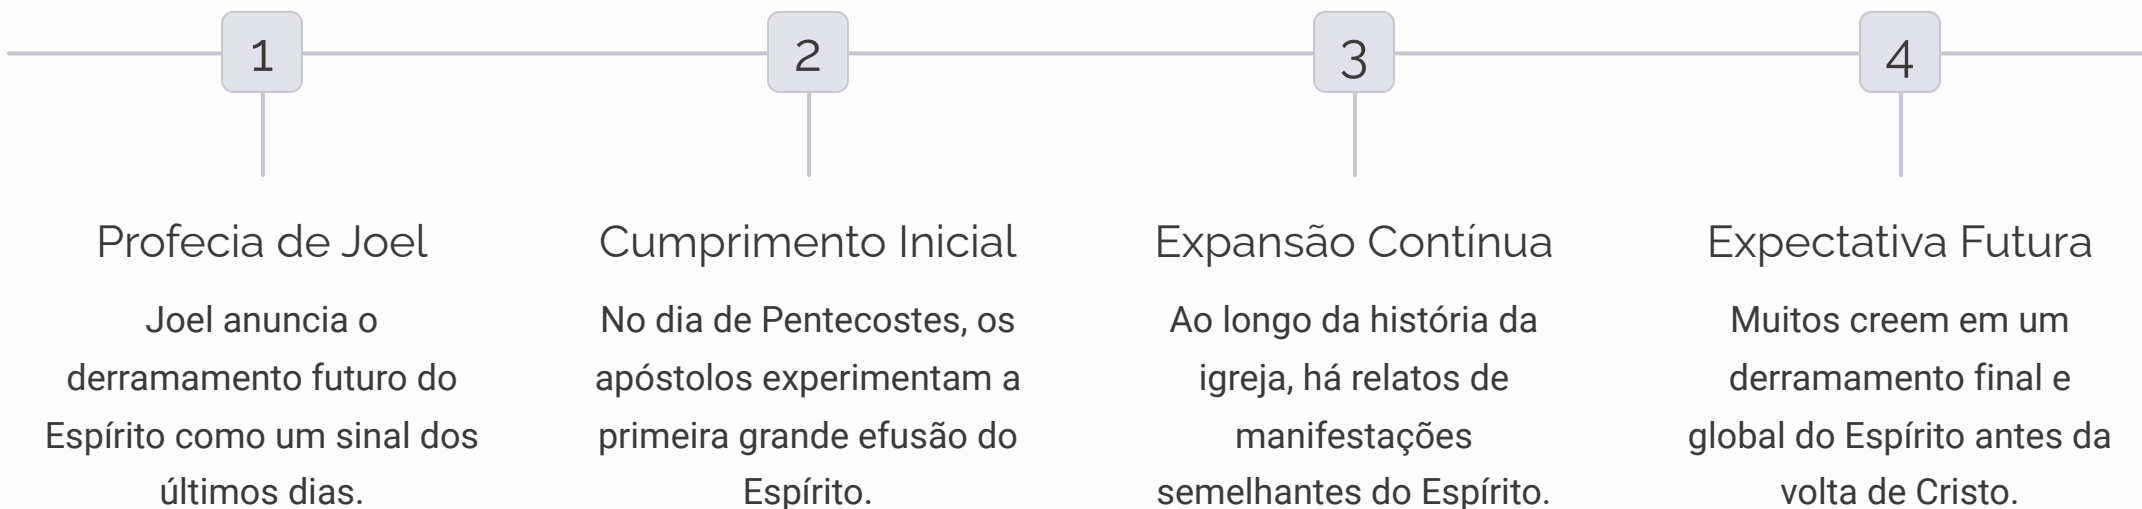 1
2
3
4
Profecia de Joel
Joel anuncia o
derramamento futuro do
Espírito como um sinal dos
últimos dias.
Cumprimento Inicial
No dia de Pentecostes, os
apóstolos experimentam a
primeira grande efusão do
Espírito.
Expansão Contínua
Ao longo da história da
igreja, há relatos de
manifestações
semelhantes do Espírito.
Expectativa Futura
Muitos creem em um
derramamento final e
global do Espírito antes da
volta de Cristo.